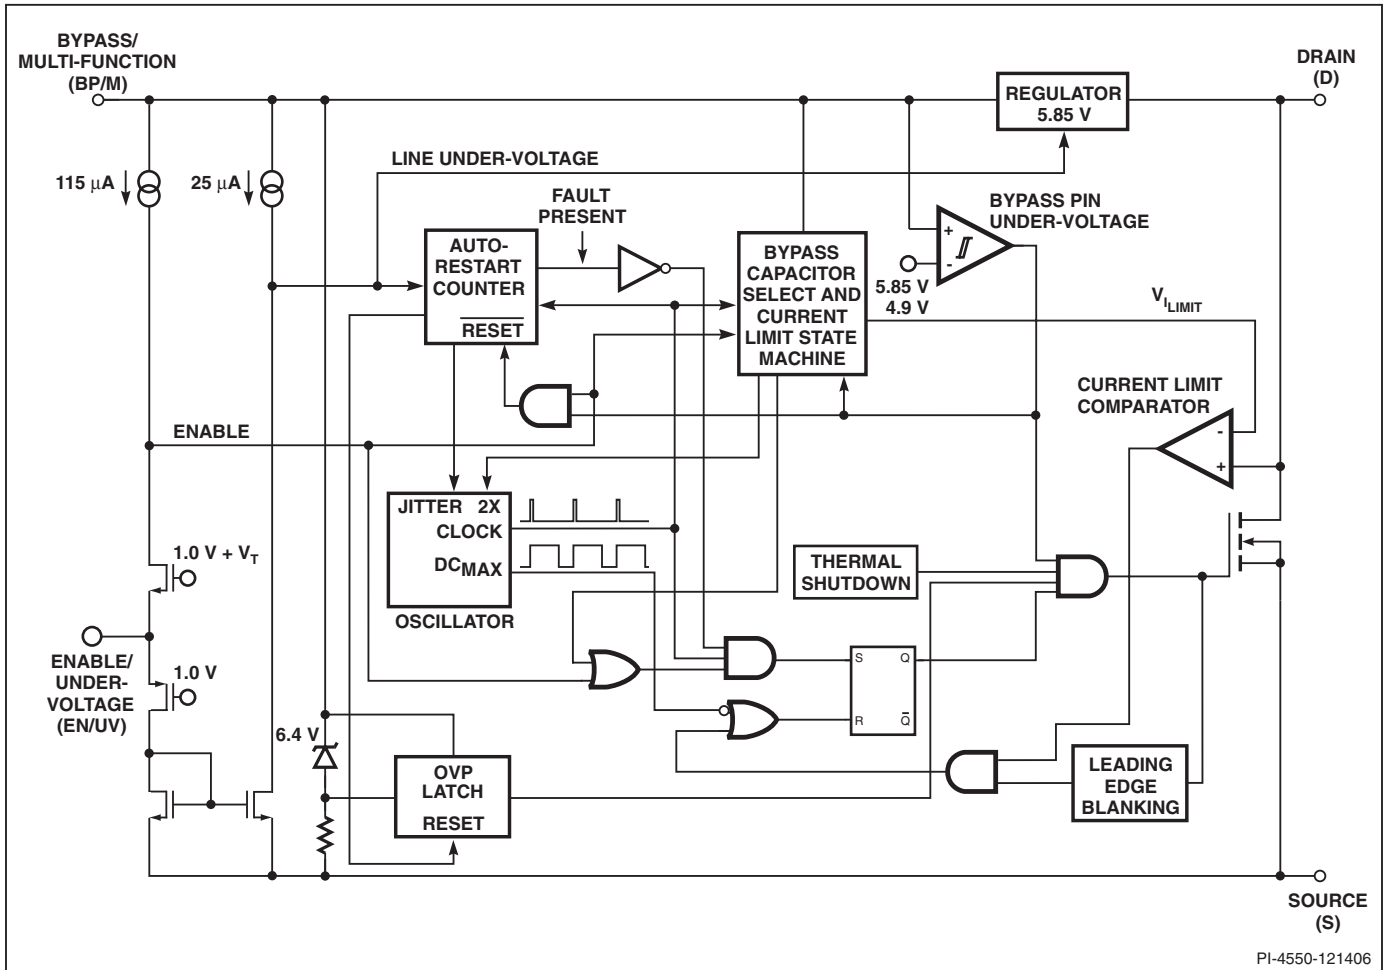 BYPASS/
MULTI-FUNCTION
(BP/M)
DRAIN
(D)
REGULATOR
5.85 V
LINE UNDER-VOLTAGE
115 μA
25 μA
FAULT
PRESENT
BYPASS PIN
UNDER-VOLTAGE
AUTO-
RESTART
COUNTER
RESET
BYPASS
CAPACITOR
SELECT AND
CURRENT
LIMIT STATE
MACHINE
+
-
5.85 V
4.9 V
VILIMIT
CURRENT LIMIT
COMPARATOR
-
+
ENABLE
JITTER 2X
CLOCK
DCMAX
OSCILLATOR
1.0 V + VT
THERMAL
SHUTDOWN
ENABLE/
UNDER-
VOLTAGE
(EN/UV)
1.0 V
S Q
R Q
6.4 V
OVP
LATCH
RESET
LEADING
EDGE
BLANKING
SOURCE
(S)
PI-4550-121406